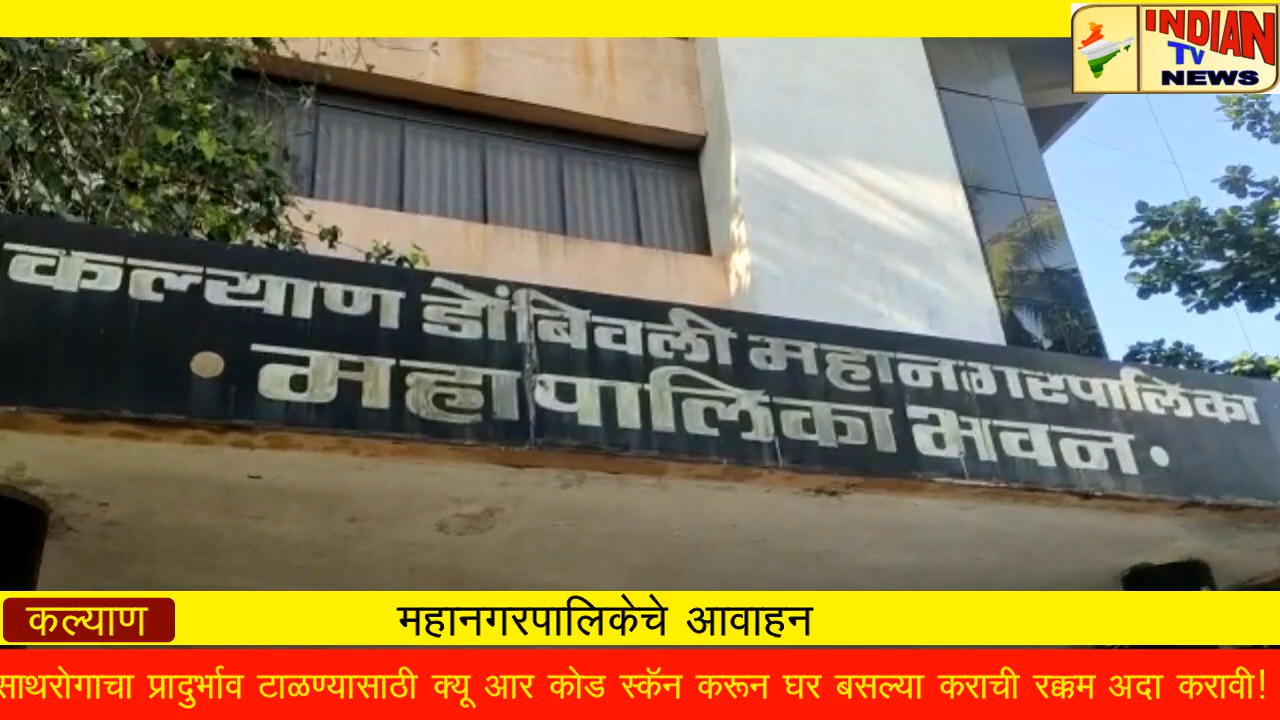 INDIAN
TV
NEWS
कल्याण डोंबिवली महानगरपालिका
• महापालिका भवन •
कल्याण
महानगरपालिकेचे आवाहन
साथरोगाचा प्रादुर्भाव टाळण्यासाठी क्यू आर कोड स्कॅन करून घर बसल्या कराची रक्कम अदा करावी!